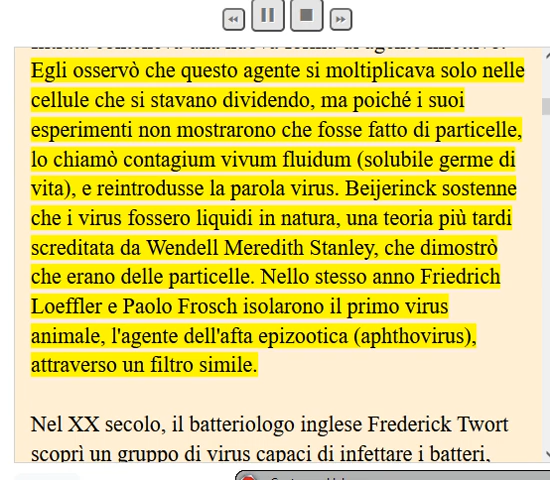 Egli osservò che questo agente si moltiplicava solo nelle
cellule che si stavano dividendo, ma poiché i suoi
esperimenti non mostrarono che fosse fatto di particelle,
lo chiamò contagium vivum fluidum (solubile germe di
vita), e reintrodusse la parola virus. Beijerinck sostenne
che i virus fossero liquidi in natura, una teoria più tardi
screditata da Wendell Meredith Stanley, che dimostrò
che erano delle particelle. Nello stesso anno Friedrich
Loeffler e Paolo Frosch isolarono il primo virus
animale, l'agente dell'afta epizootica (aphthovirus),
attraverso un filtro simile.
Nel XX secolo, il batteriologo inglese Frederick Twort
scoprì un gruppo di virus capaci di infettare i batteri,